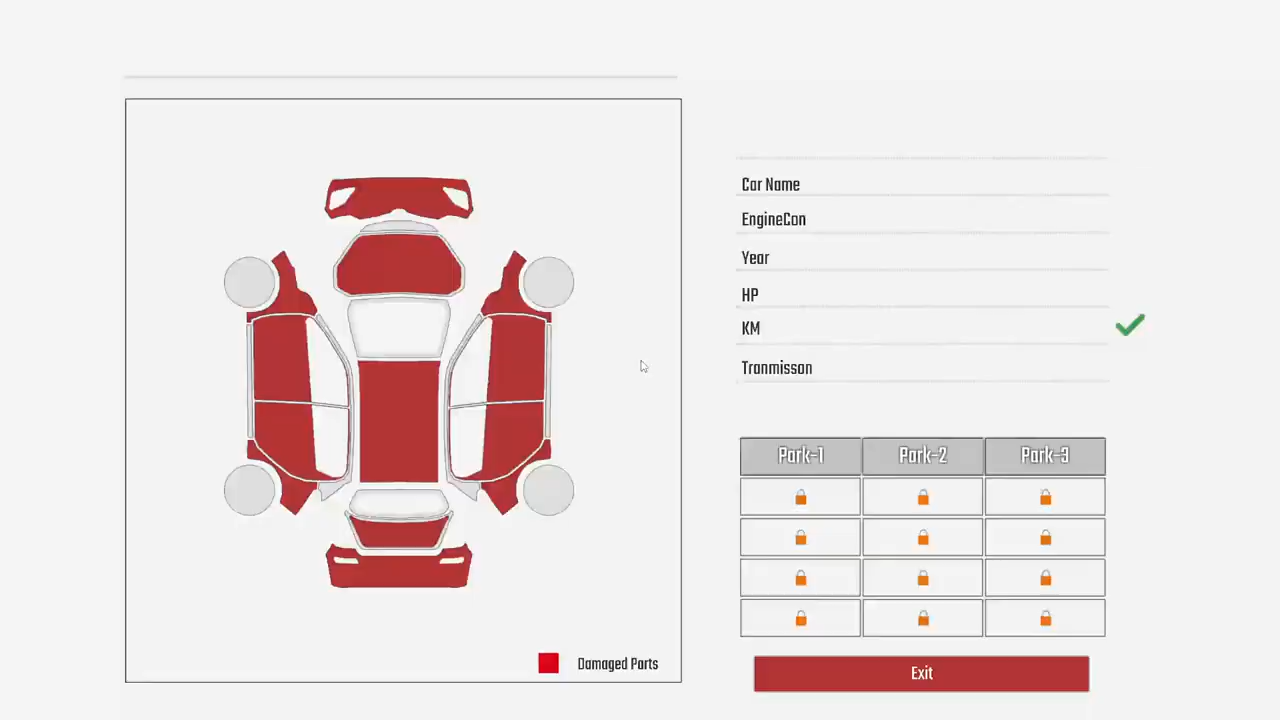 Car Name
EngineCon
Year
HP
KM
Tranmisson
Park-1 Park-2 Park-3
Damaged Parts
Exit